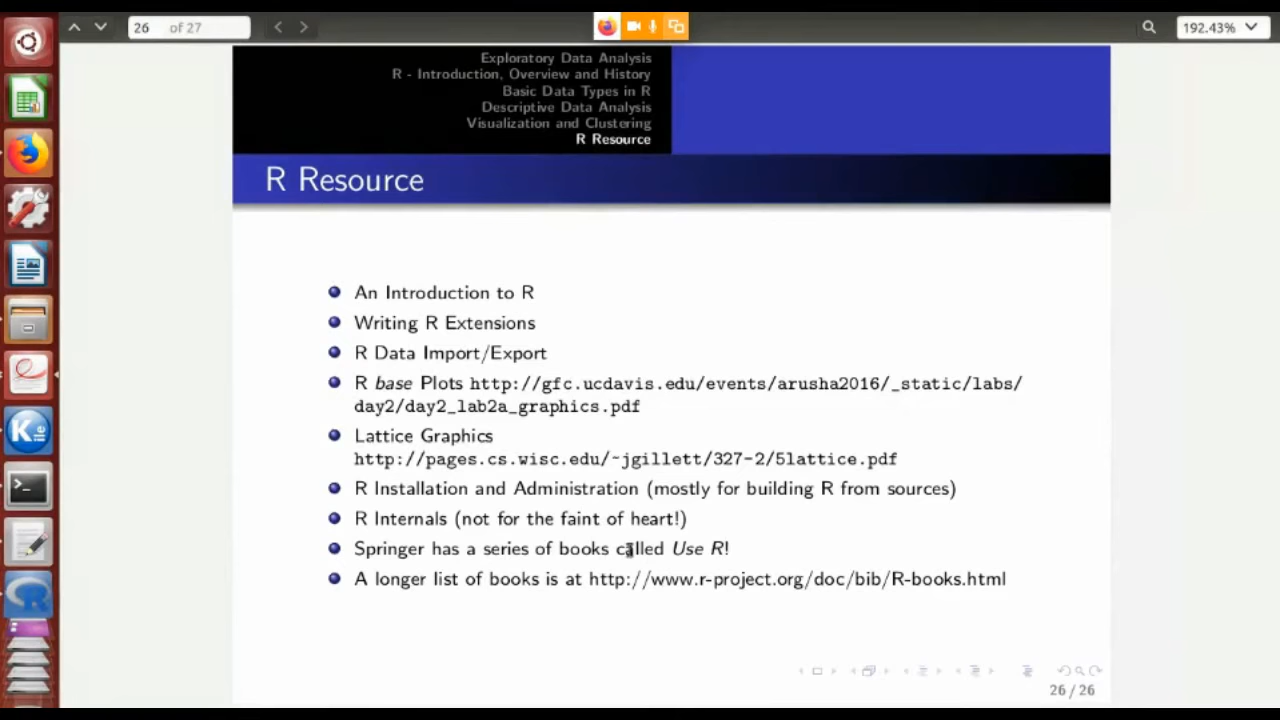 26 of 27
192.43%
Exploratory Data Analysis
R - Introduction, Overview and History
Basic Data Types in R
Descriptive Data Analysis
Visualization and Clustering
R Resource
R Resource
An Introduction to R
Writing R Extensions
R Data Import/Export
R base Plots http://gfc.ucdavis.edu/events/arusha2016/_static/labs/
day2/day2_lab2a_graphics.pdf
Lattice Graphics
http://pages.cs.wisc.edu/~jgillett/327-2/5lattice.pdf
R Installation and Administration (mostly for building R from sources)
R Internals (not for the faint of heart!)
Springer has a series of books called Use R!
A longer list of books is at http://www.r-project.org/doc/bib/R-books.html
26 / 26